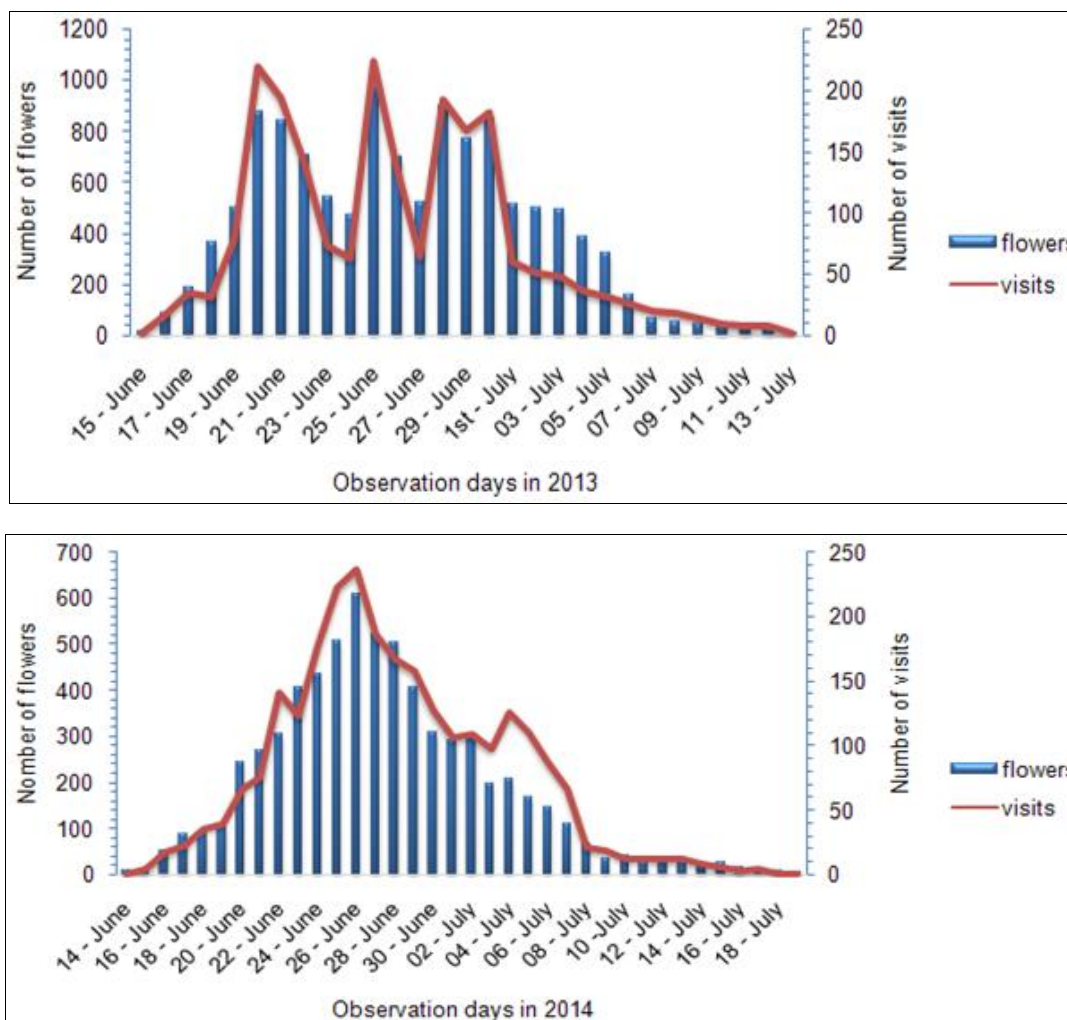 1200
1000
800
600
400
200
0
Number of flowers
250
200
150
100
50
0
Number of visits
flowers
visits
15 - June
17 - June
19 - June
21 - June
23 - June
25 - June
27 - June
29 - June
1st - July
03 - July
05 - July
07 - July
09 - July
11 - July
13 - July
Observation days in 2013
700
600
500
400
300
200
100
0
Nomber of flowers
250
200
150
100
50
0
Number of visits
flowers
visits
14 - June
16 - June
18 - June
20 - June
22 - June
24 - June
26 - June
28 - June
30 - June
02 - July
04 - July
06 - July
08 - July
10 -July
12 - July
14 - July
16 - July
18 - July
Observation days in 2014